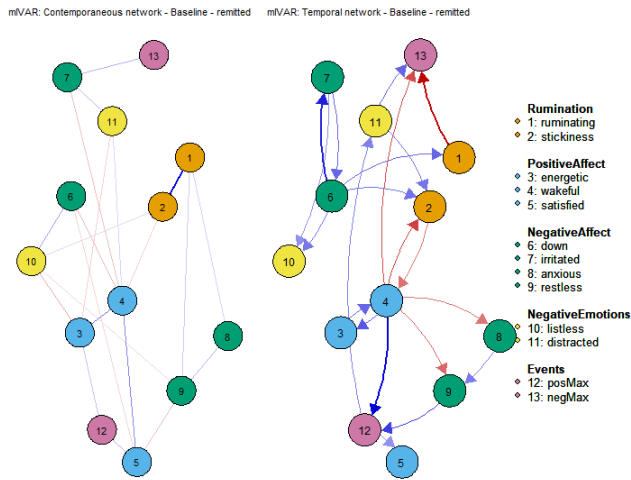 mIVAR: Contemporaneous network - Baseline - remitted
mIVAR: Temporal network - Baseline - remitted
13
7
11
1
6
2
10
4
3
8
9
12
5
13
7
11
1
6
2
10
4
3
8
9
12
5
Rumination
1: ruminating
2: stickiness
PositiveAffect
3: energetic
4: wakeful
5: satisfied
NegativeAffect
6: down
7: irritated
8: anxious
9: restless
NegativeEmotions
10: listless
11: distracted
Events
12: posMax
13: negMax